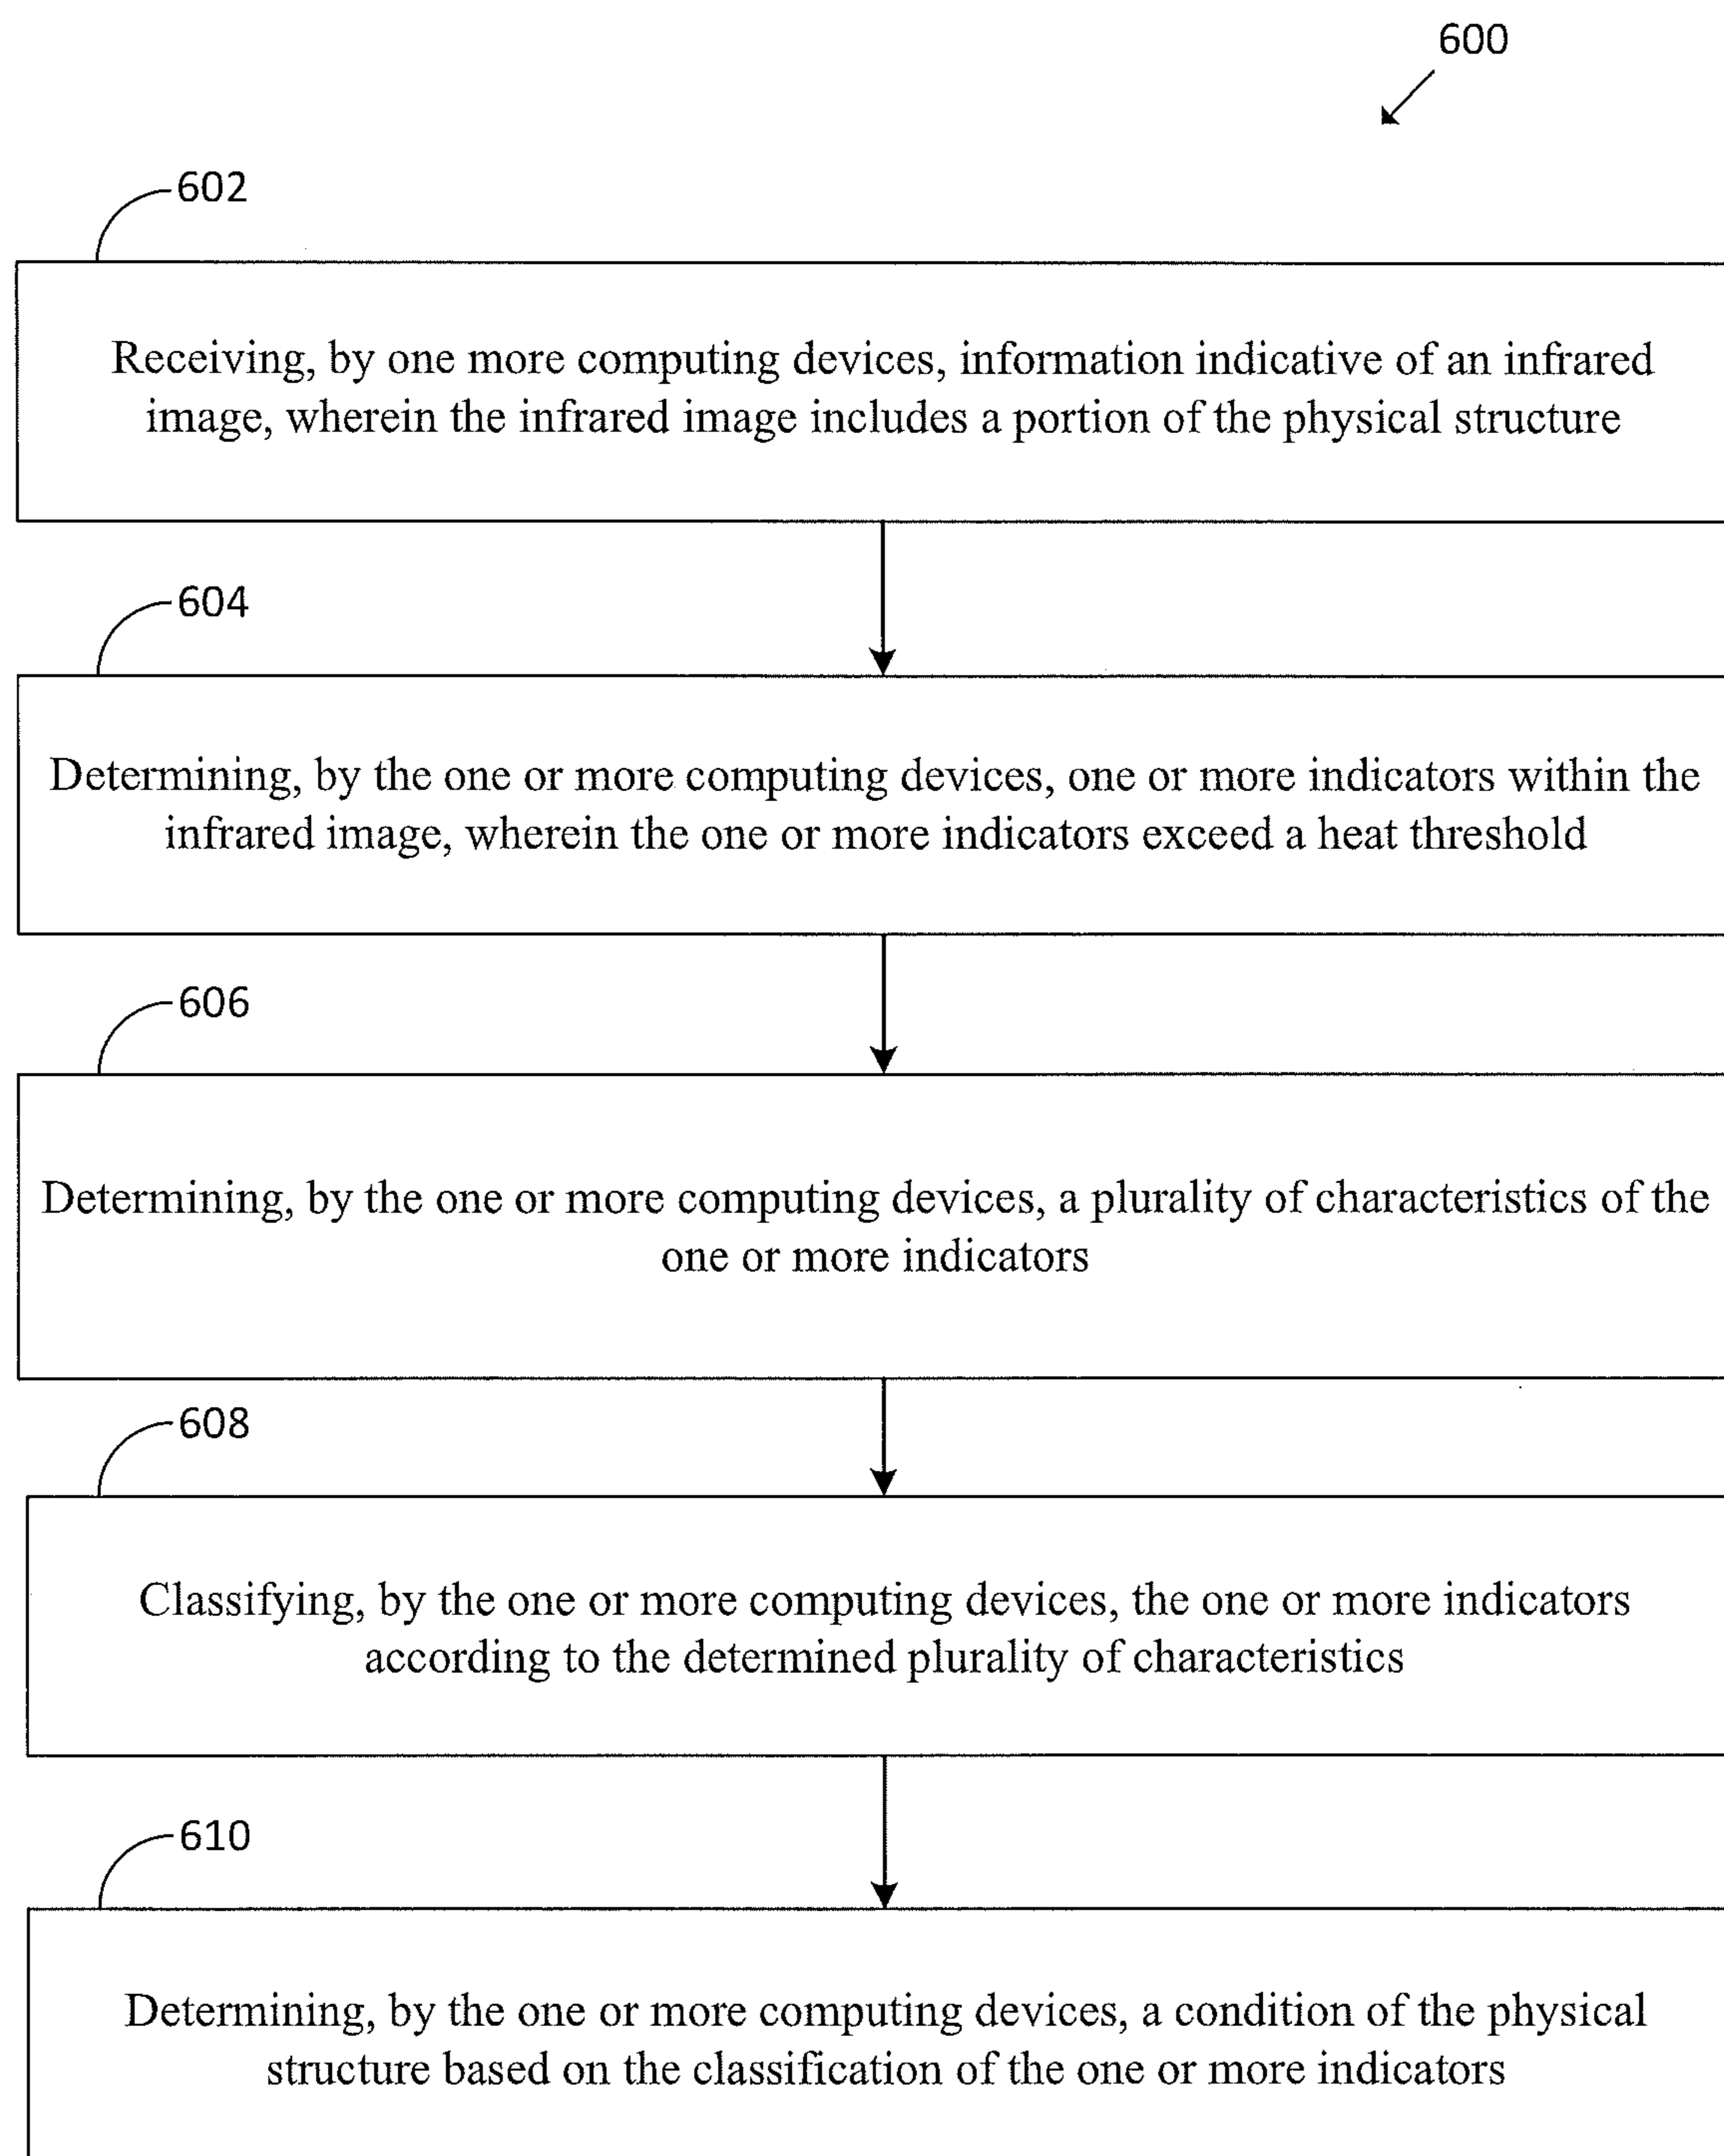 600
602
Receiving, by one more computing devices, information indicative of an infrared
image, wherein the infrared image includes a portion of the physical structure
604
Determining, by the one or more computing devices, one or more indicators within the
infrared image, wherein the one or more indicators exceed a heat threshold
606
Determining, by the one or more computing devices, a plurality of characteristics of the
one or more indicators
608
Classifying, by the one or more computing devices, the one or more indicators
according to the determined plurality of characteristics
610
Determining, by the one or more computing devices, a condition of the physical
structure based on the classification of the one or more indicators